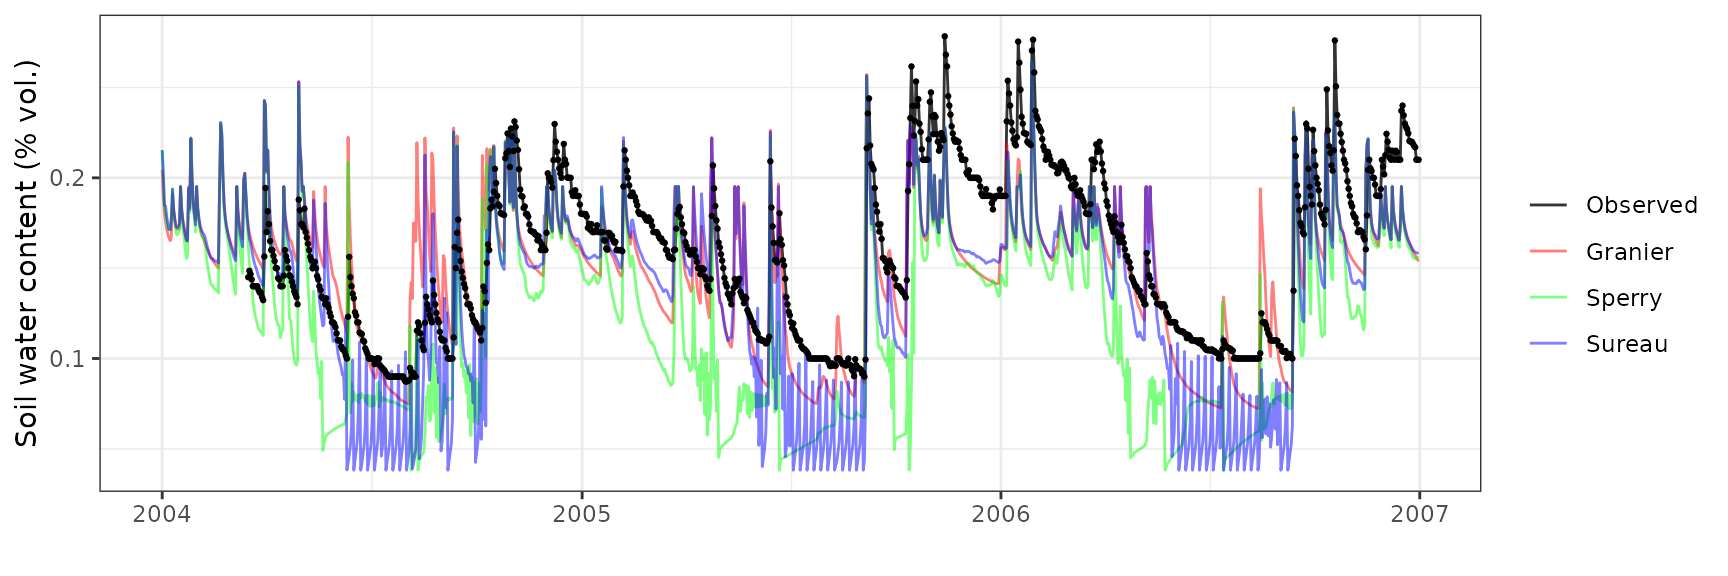 Soil water content (% vol.)
0.2
0.1
2004
2005
2006
2007
Observed
Granier
Sperry
Sureau